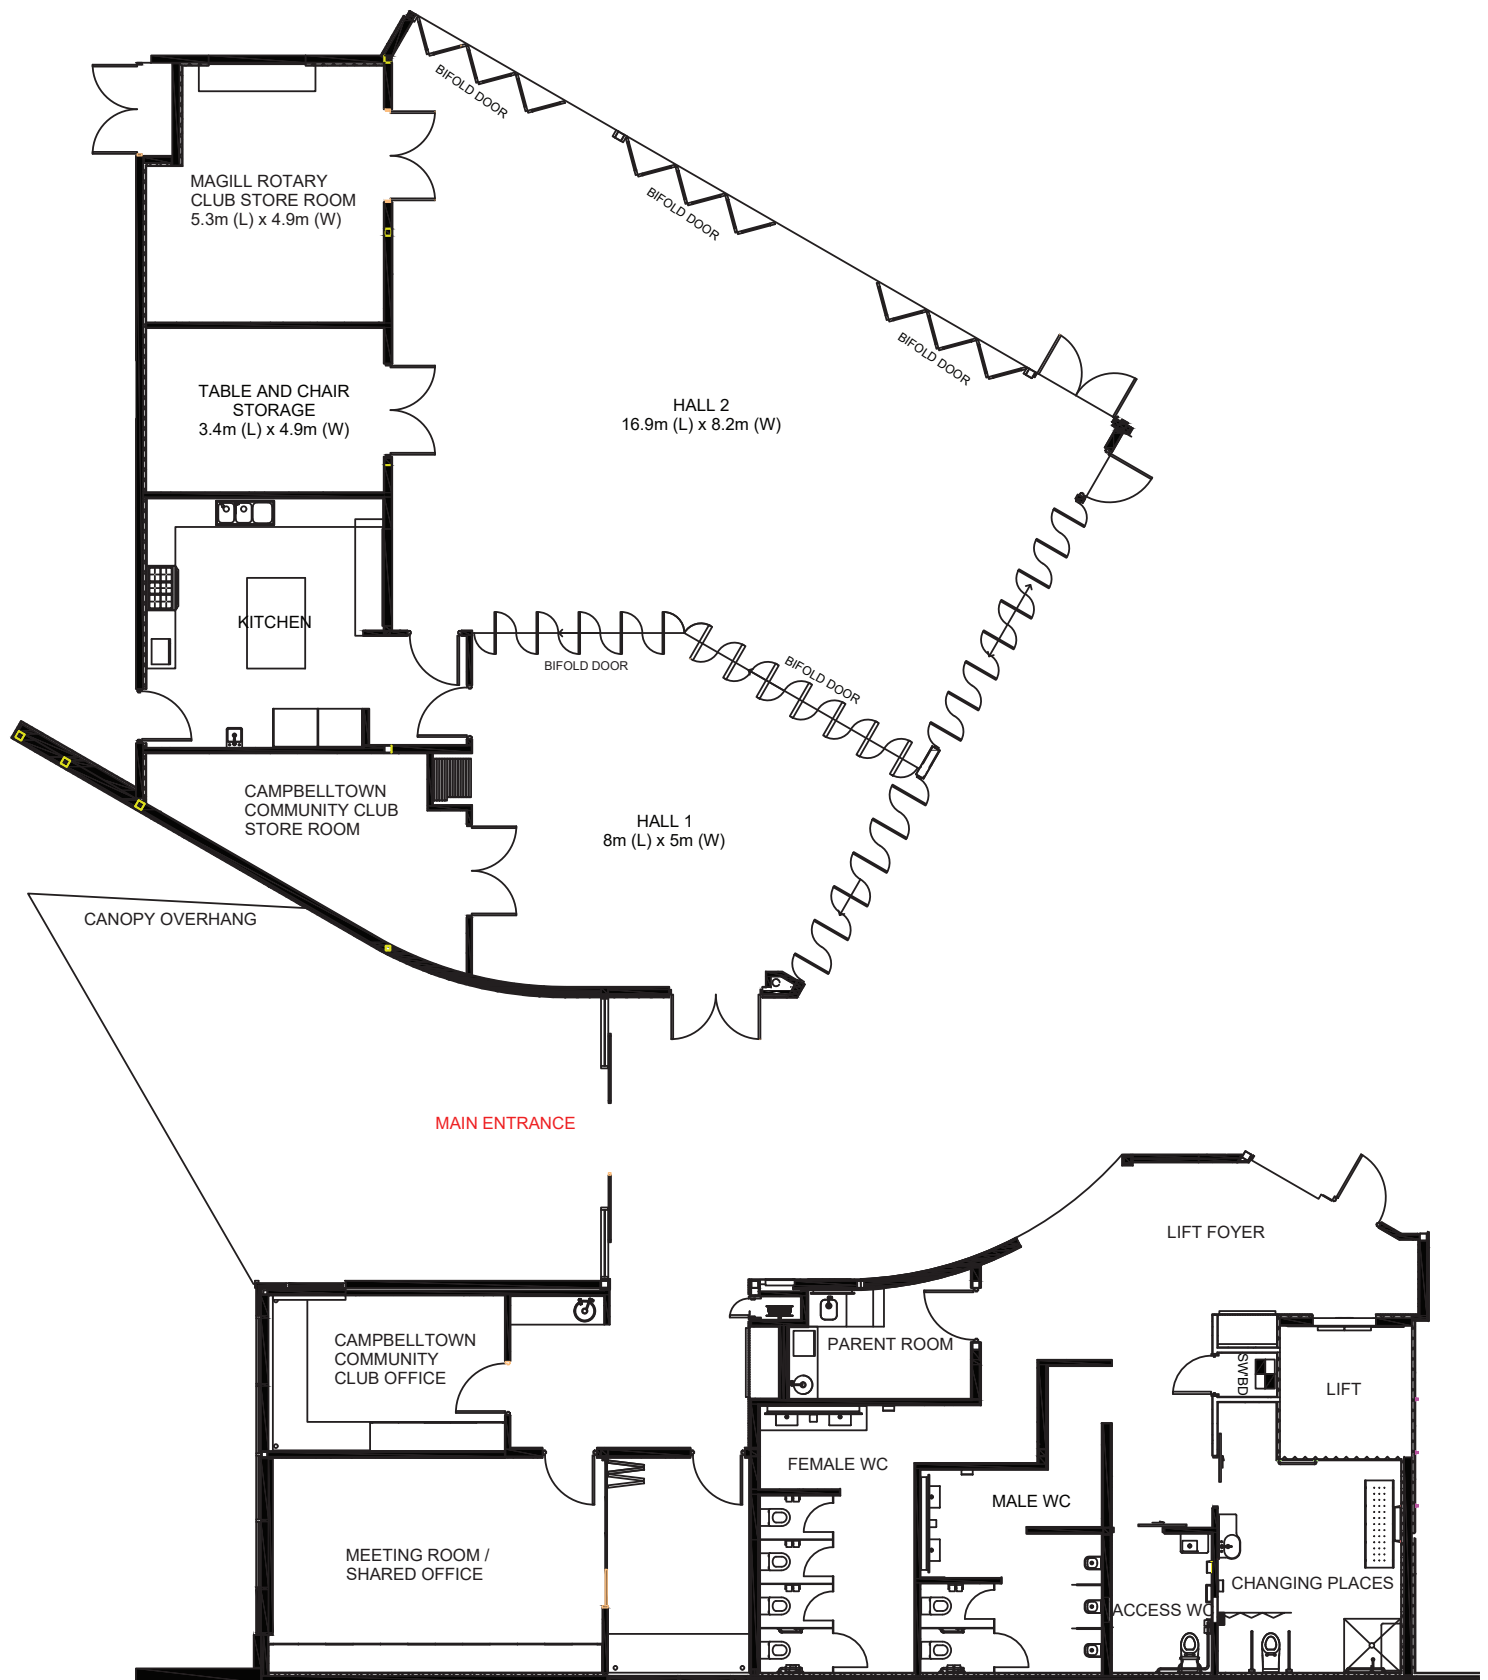 BIFOLD DOOR
MAGILL ROTARY
CLUB STORE ROOM
5.3m (L) x 4.9m (W)
BIFOLD DOOR
BIFOLD DOOR
TABLE AND CHAIR
STORAGE
3.4m (L) x 4.9m (W)
HALL 2
16.9m (L) x 8.2m (W)
KITCHEN
BIFOLD DOOR
BIFOLD DOOR
CAMPBELLTOWN
COMMUNITY CLUB
STORE ROOM
HALL 1
8m (L) x 5m (W)
CANOPY OVERHANG
MAIN ENTRANCE
LIFT FOYER
CAMPBELLTOWN
COMMUNITY
CLUB OFFICE
PARENT ROOM
SWBD
LIFT
FEMALE WC
MALE WC
MEETING ROOM /
SHARED OFFICE
CHANGING PLACES
ACCESS WC